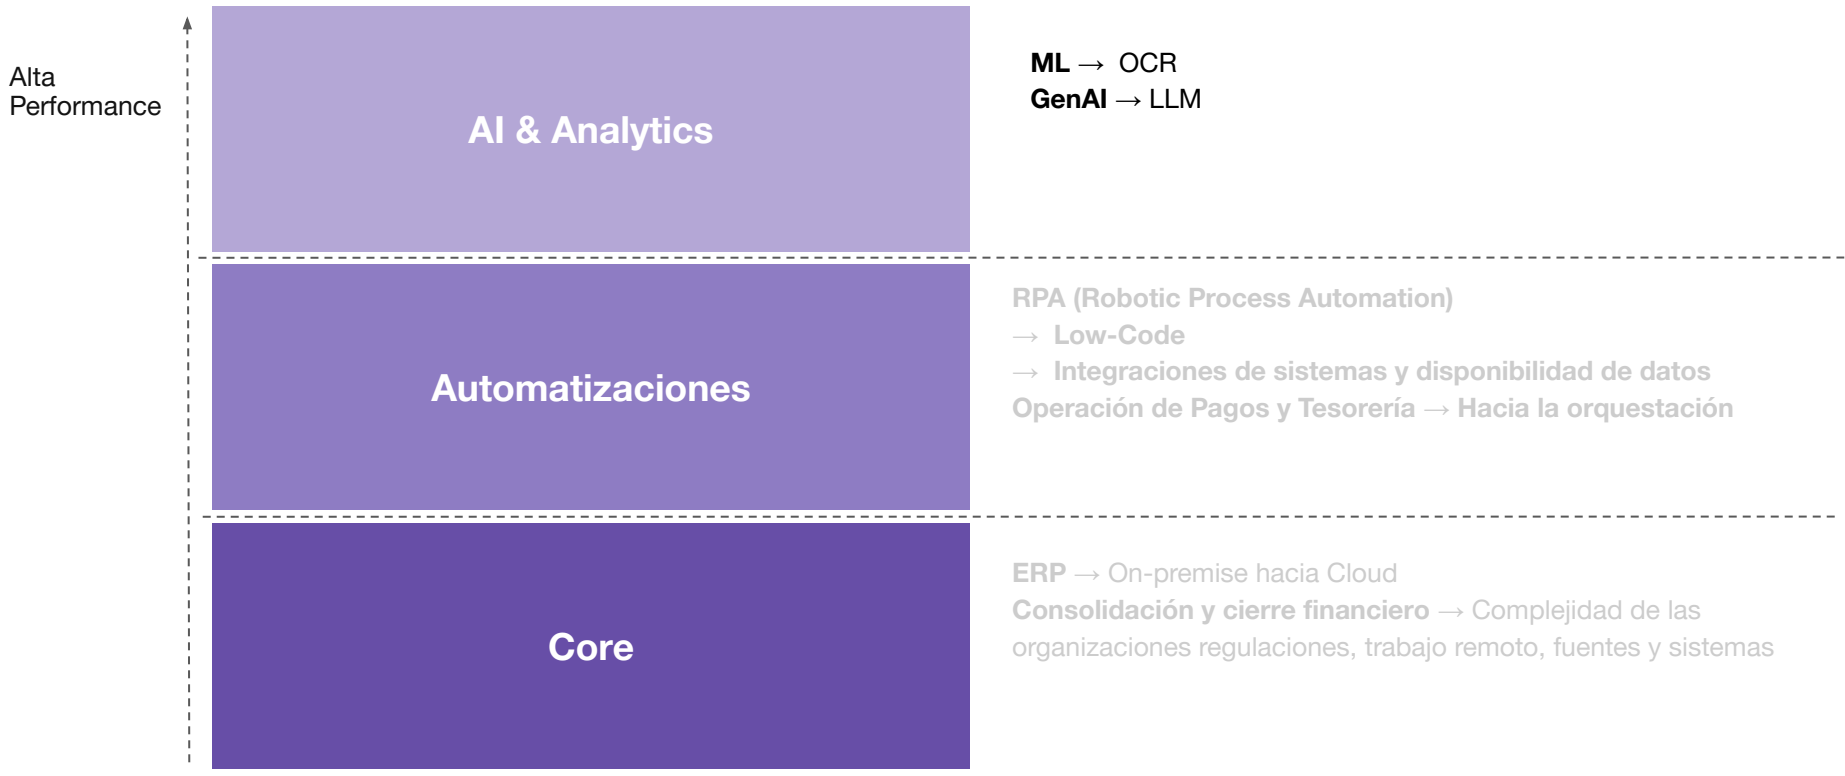 Alta
Performance
AI & Analytics
ML → OCR
GenAI → LLM
Automatizaciones
RPA (Robotic Process Automation)
→ Low-Code
→ Integraciones de sistemas y disponibilidad de datos
Operación de Pagos y Tesorería → Hacia la orquestación
Core
ERP → On-premise hacia Cloud
Consolidación y cierre financiero → Complejidad de las
organizaciones regulaciones, trabajo remoto, fuentes y sistemas